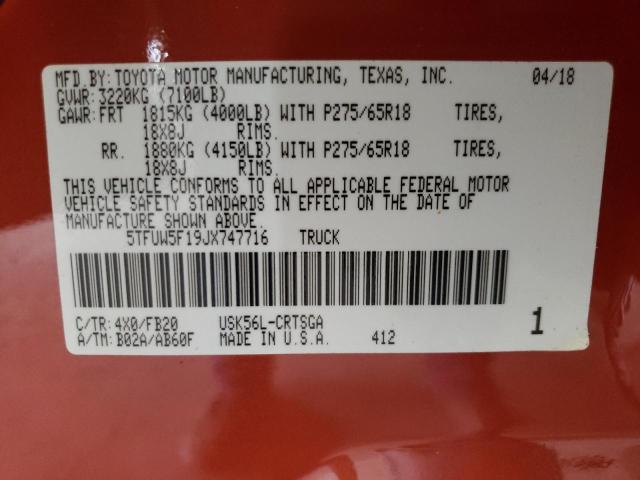 MFD.BY:TOYOTA MOTOR MANUFACTURING, TEXAS, INC. 04/18
GVWR:3220KG (7100LB)
GAWR:FRT 1815KG (4000LB) WITH P275/65R18 TIRES,
18X8J RIMS.
RR. 1880KG (4150LB) WITH P275/65R18 TIRES,
18X8J RIMS.
THIS VEHICLE CONFORMS TO ALL APPLICABLE FEDERAL MOTOR
VEHICLE SAFETY STANDARDS IN EFFECT ON THE DATE OF
MANUFACTURE SHOWN ABOVE.
5TFUW5F19JX747716 TRUCK
C/TR:4X0/FB20 USK56L-CRTSGA 1
A/TM:B02A/AB60F MADE IN U.S.A. 412